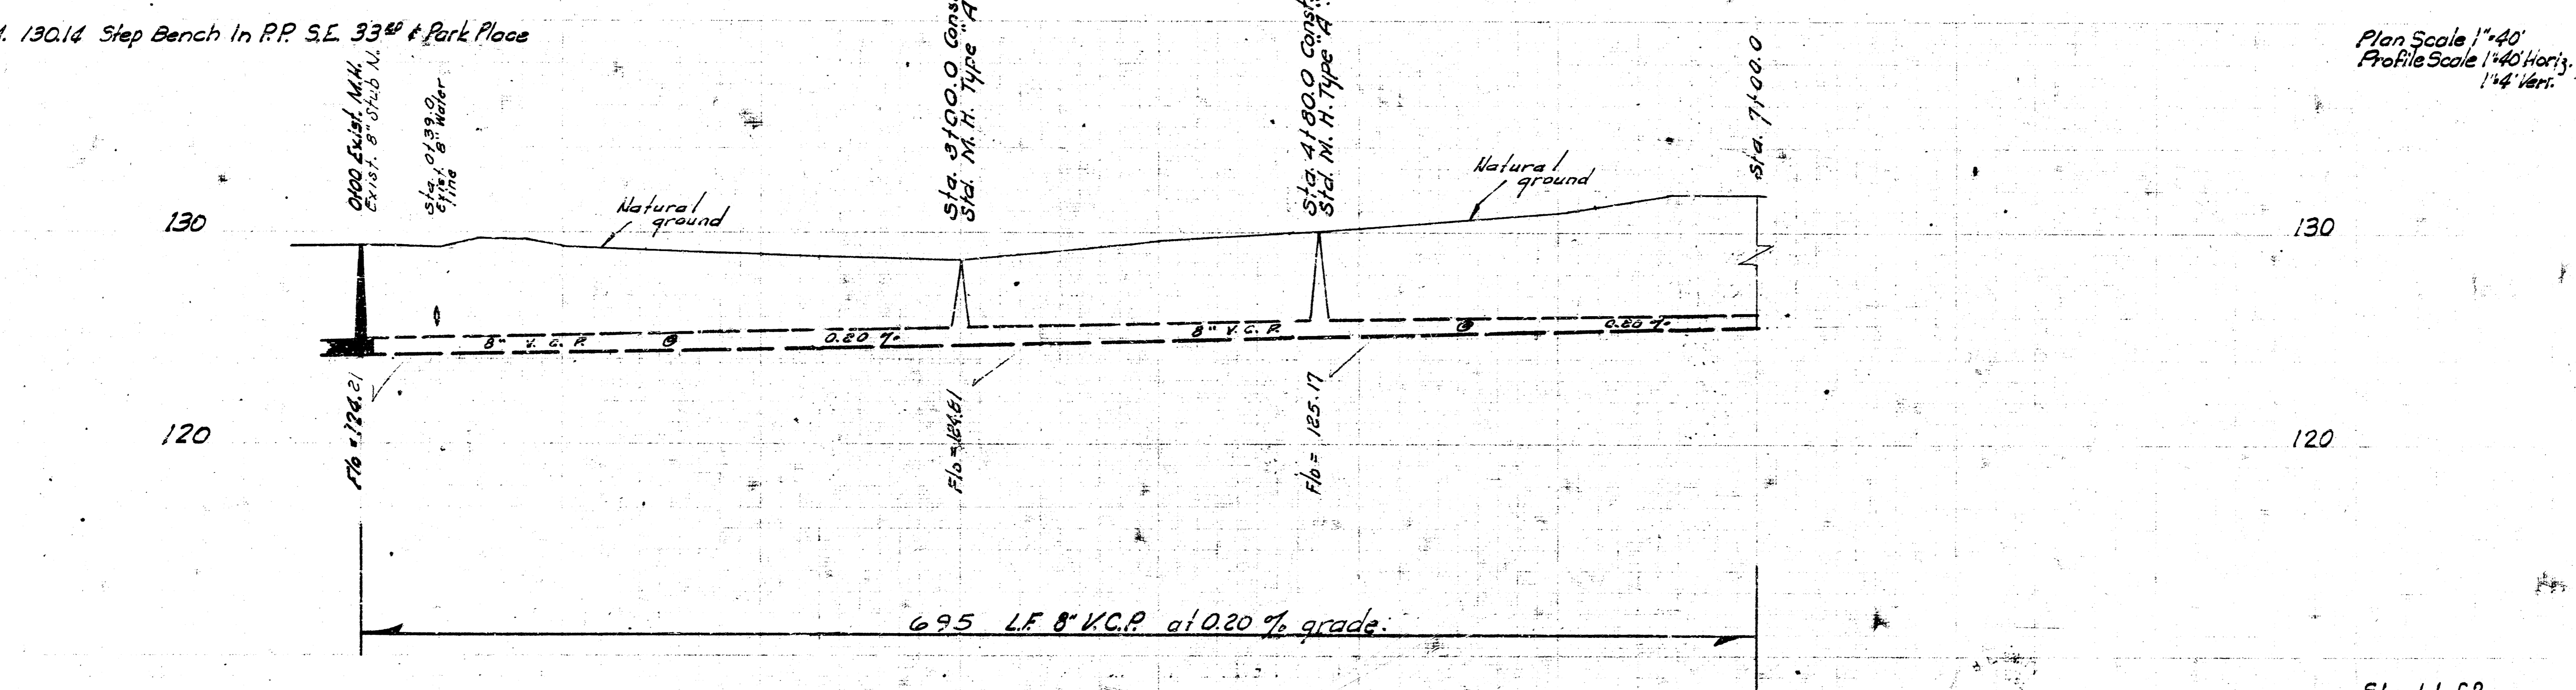 130.14 Step Bench In P.P. S.E. 33RD & Park Place
Plan Scale 1"=40'
Profile Scale 1"=40' Horiz.
1"=4' Vert.
0+00 Exist. M.H.
Exist. 8" Stub N.
Sta. 0+39.0
Exist. 8" Water
line
Sta. 3+00.0 Const.
Std. M. H. Type "A"
Sta. 4+80.0 Const.
Std. M. H. Type "A"
Sta. 7+00.0
Natural
ground
Natural
ground
130
130
8" V. C. P. @ 0.20 %
8" V. C. P. @ 0.20 %
Flo = 124.21
Flo = 124.81
Flo = 125.17
120
120
695 L.F. 8" V.C.P. at 0.20 % grade.